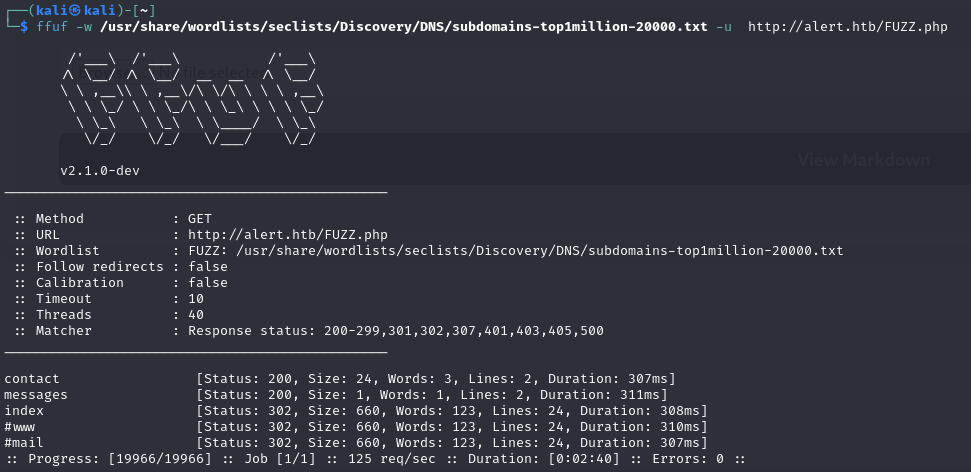 ┌──(kali㉿kali)-[~]
└─$ ffuf -w /usr/share/wordlists/seclists/Discovery/DNS/subdomains-top1million-20000.txt -u  http://alert.htb/FUZZ.php
v2.1.0-dev
View Markdown
________________________________________________
:: Method           : GET
:: URL              : http://alert.htb/FUZZ.php
:: Wordlist         : FUZZ: /usr/share/wordlists/seclists/Discovery/DNS/subdomains-top1million-20000.txt
:: Follow redirects : false
:: Calibration      : false
:: Timeout          : 10
:: Threads          : 40
:: Matcher          : Response status: 200-299,301,302,307,401,403,405,500
________________________________________________
contact                 [Status: 200, Size: 24, Words: 3, Lines: 2, Duration: 307ms]
messages                [Status: 200, Size: 1, Words: 1, Lines: 2, Duration: 311ms]
index                   [Status: 302, Size: 660, Words: 123, Lines: 24, Duration: 308ms]
#www                    [Status: 302, Size: 660, Words: 123, Lines: 24, Duration: 310ms]
#mail                   [Status: 302, Size: 660, Words: 123, Lines: 24, Duration: 307ms]
:: Progress: [19966/19966] :: Job [1/1] :: 125 req/sec :: Duration: [0:02:40] :: Errors: 0 ::